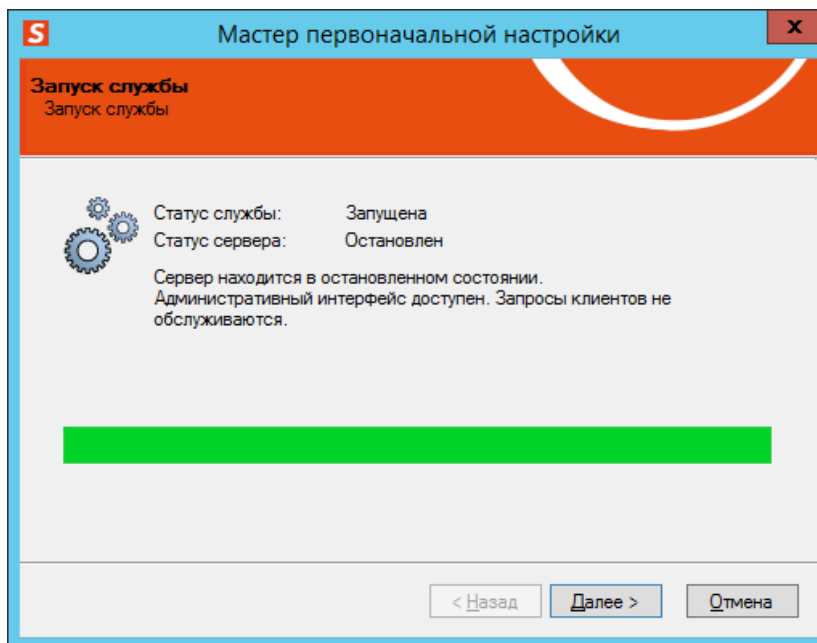 S
Мастер первоначальной настройки
x
Запуск службы
Запуск службы
Статус службы: Запущена
Статус сервера: Остановлен
Сервер находится в остановленном состоянии.
Административный интерфейс доступен. Запросы клиентов не
обслуживаются.
< Назад Далее > Отмена